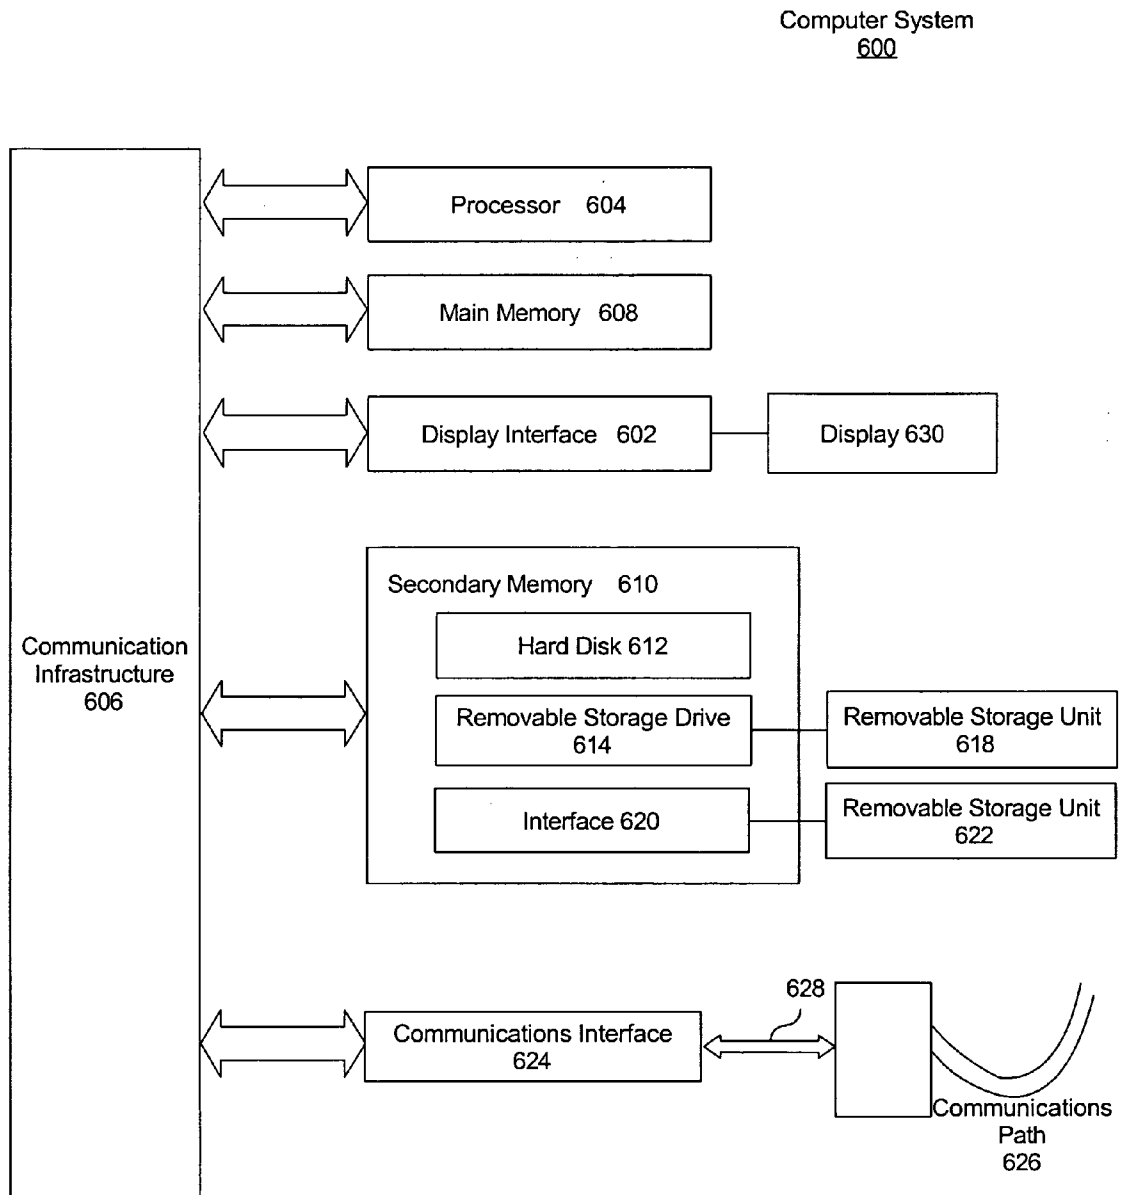 Computer System
600
Processor 604
Main Memory 608
Display Interface 602
Display 630
Secondary Memory 610
Hard Disk 612
Communication
Infrastructure
606
Removable Storage Drive
614
Removable Storage Unit
618
Interface 620
Removable Storage Unit
622
628
Communications Interface
624
Communications
Path
626